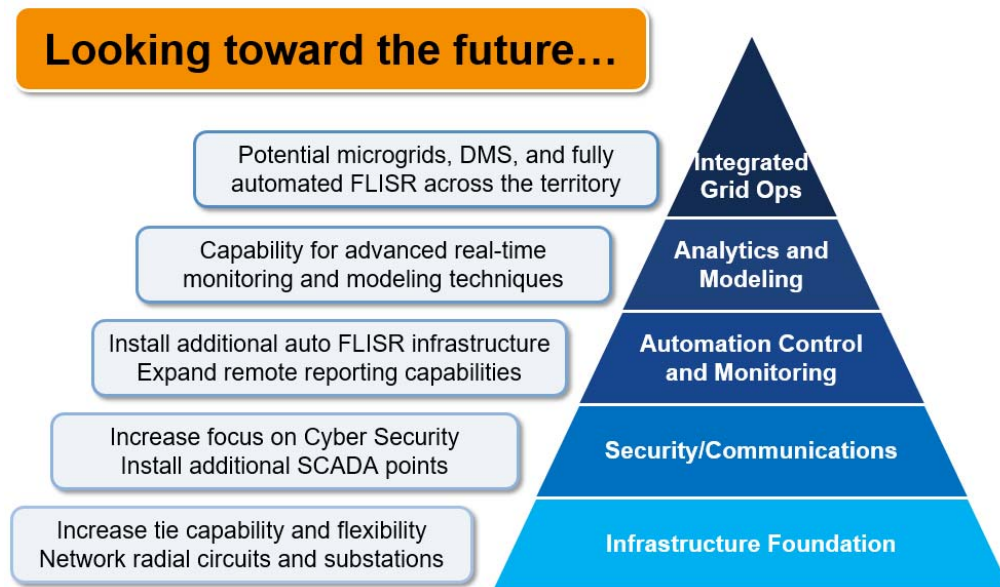 Looking toward the future…
Potential microgrids, DMS, and fully
automated FLISR across the territory
Integrated
Grid Ops
Capability for advanced real-time
monitoring and modeling techniques
Analytics and
Modeling
Install additional auto FLISR infrastructure
Expand remote reporting capabilities
Automation Control
and Monitoring
Increase focus on Cyber Security
Install additional SCADA points
Security/Communications
Increase tie capability and flexibility
Network radial circuits and substations
Infrastructure Foundation